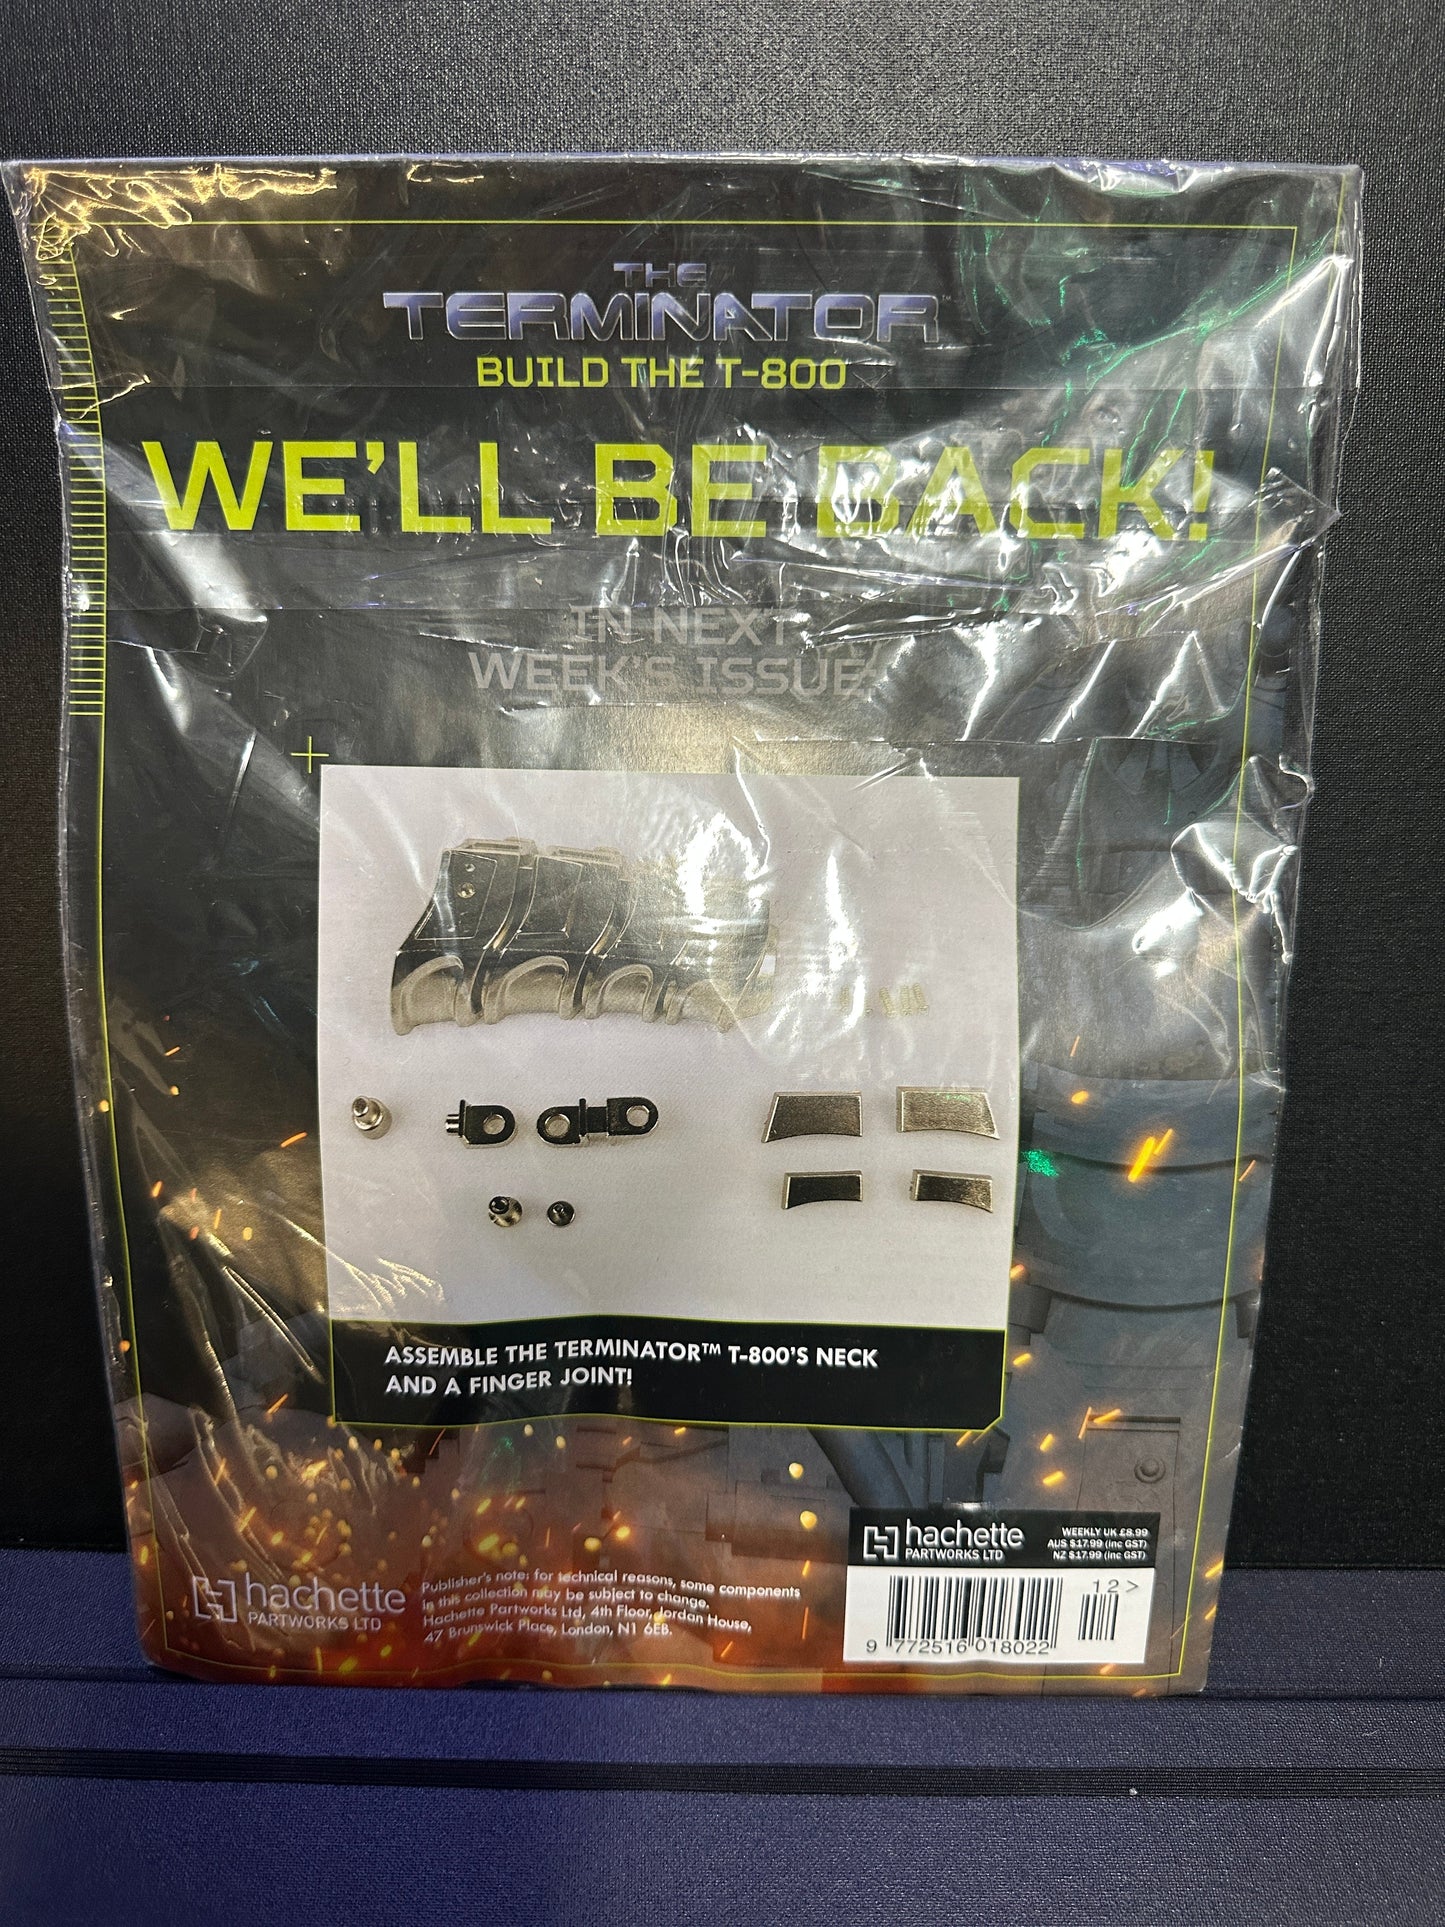 THE
TERMINATOR
BUILD THE T-800
WE'LL BE BACK!
IN NEXT
WEEK'S ISSUE
ASSEMBLE THE TERMINATOR™ T-800'S NECK
AND A FINGER JOINT!
hachette
PARTWORKS LTD
Publisher's note: for technical reasons, some components
in this collection may be subject to change.
Hachette Partworks Ltd, 4th Floor, Jordan House,
47 Brunswick Place, London, N1 6EB.
hachette
PARTWORKS LTD
WEEKLY UK £8.99
AUS $17.99 (inc GST)
NZ $17.99 (inc GST)
12>
9 772516 018022